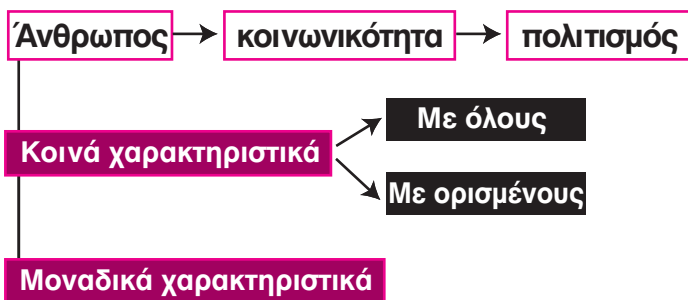 Άνθρωπος κοινωνικότητα πολιτισμός
Με όλους
Κοινά χαρακτηριστικά
Με ορισμένους
Μοναδικά χαρακτηριστικά